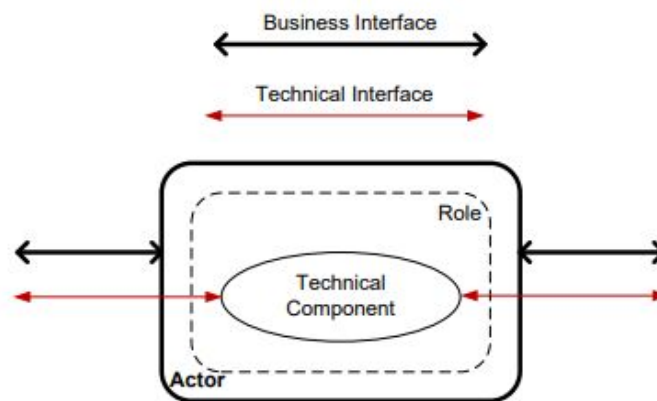 Business Interface
Technical Interface
Role
Technical
Component
Actor